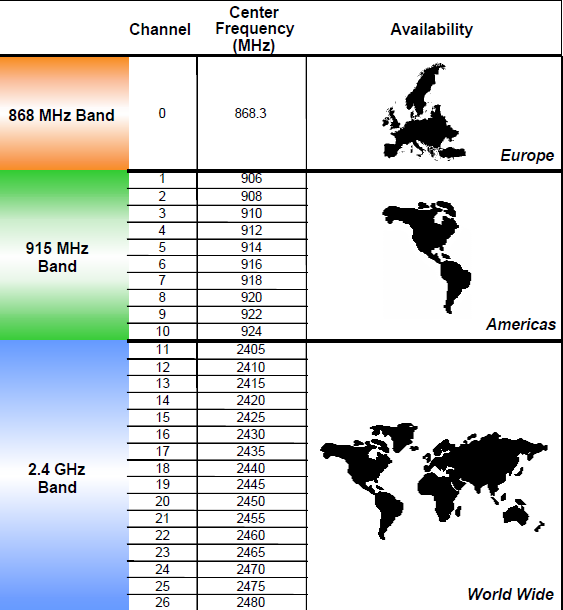 Channel
Center
Frequency
(MHz)
Availability
868 MHz Band
0
868.3
Europe
915 MHz
Band
1 906
2 908
3 910
4 912
5 914
6 916
7 918
8 920
9 922
10 924
Americas
2.4 GHz
Band
11 2405
12 2410
13 2415
14 2420
15 2425
16 2430
17 2435
18 2440
19 2445
20 2450
21 2455
22 2460
23 2465
24 2470
25 2475
26 2480
World Wide